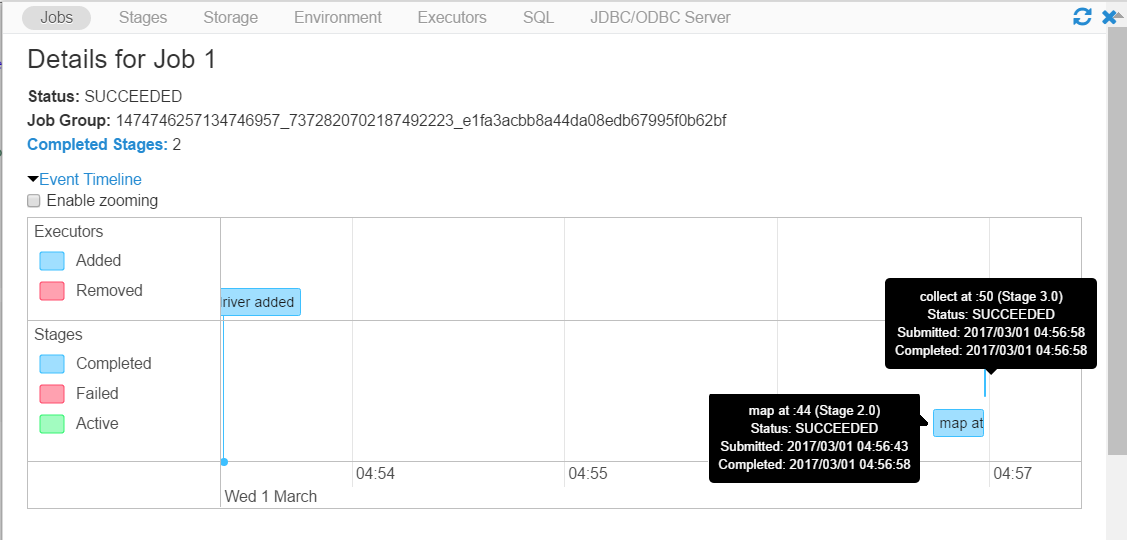 Jobs Stages Storage Environment Executors SQL JDBC/ODBC Server
Details for Job 1
Status: SUCCEEDED
Job Group: 1474746257134746957_7372820702187492223_e1fa3acbb8a44da08edb67995f0b62bf
Completed Stages: 2
Event Timeline
Enable zooming
Executors
Added
Removed
river added
collect at :50 (Stage 3.0)
Status: SUCCEEDED
Submitted: 2017/03/01 04:56:58
Completed: 2017/03/01 04:56:58
Stages
Completed
Failed
Active
map at :44 (Stage 2.0)
Status: SUCCEEDED
Submitted: 2017/03/01 04:56:43
Completed: 2017/03/01 04:56:58
map at
04:54 04:55 04:57
Wed 1 March